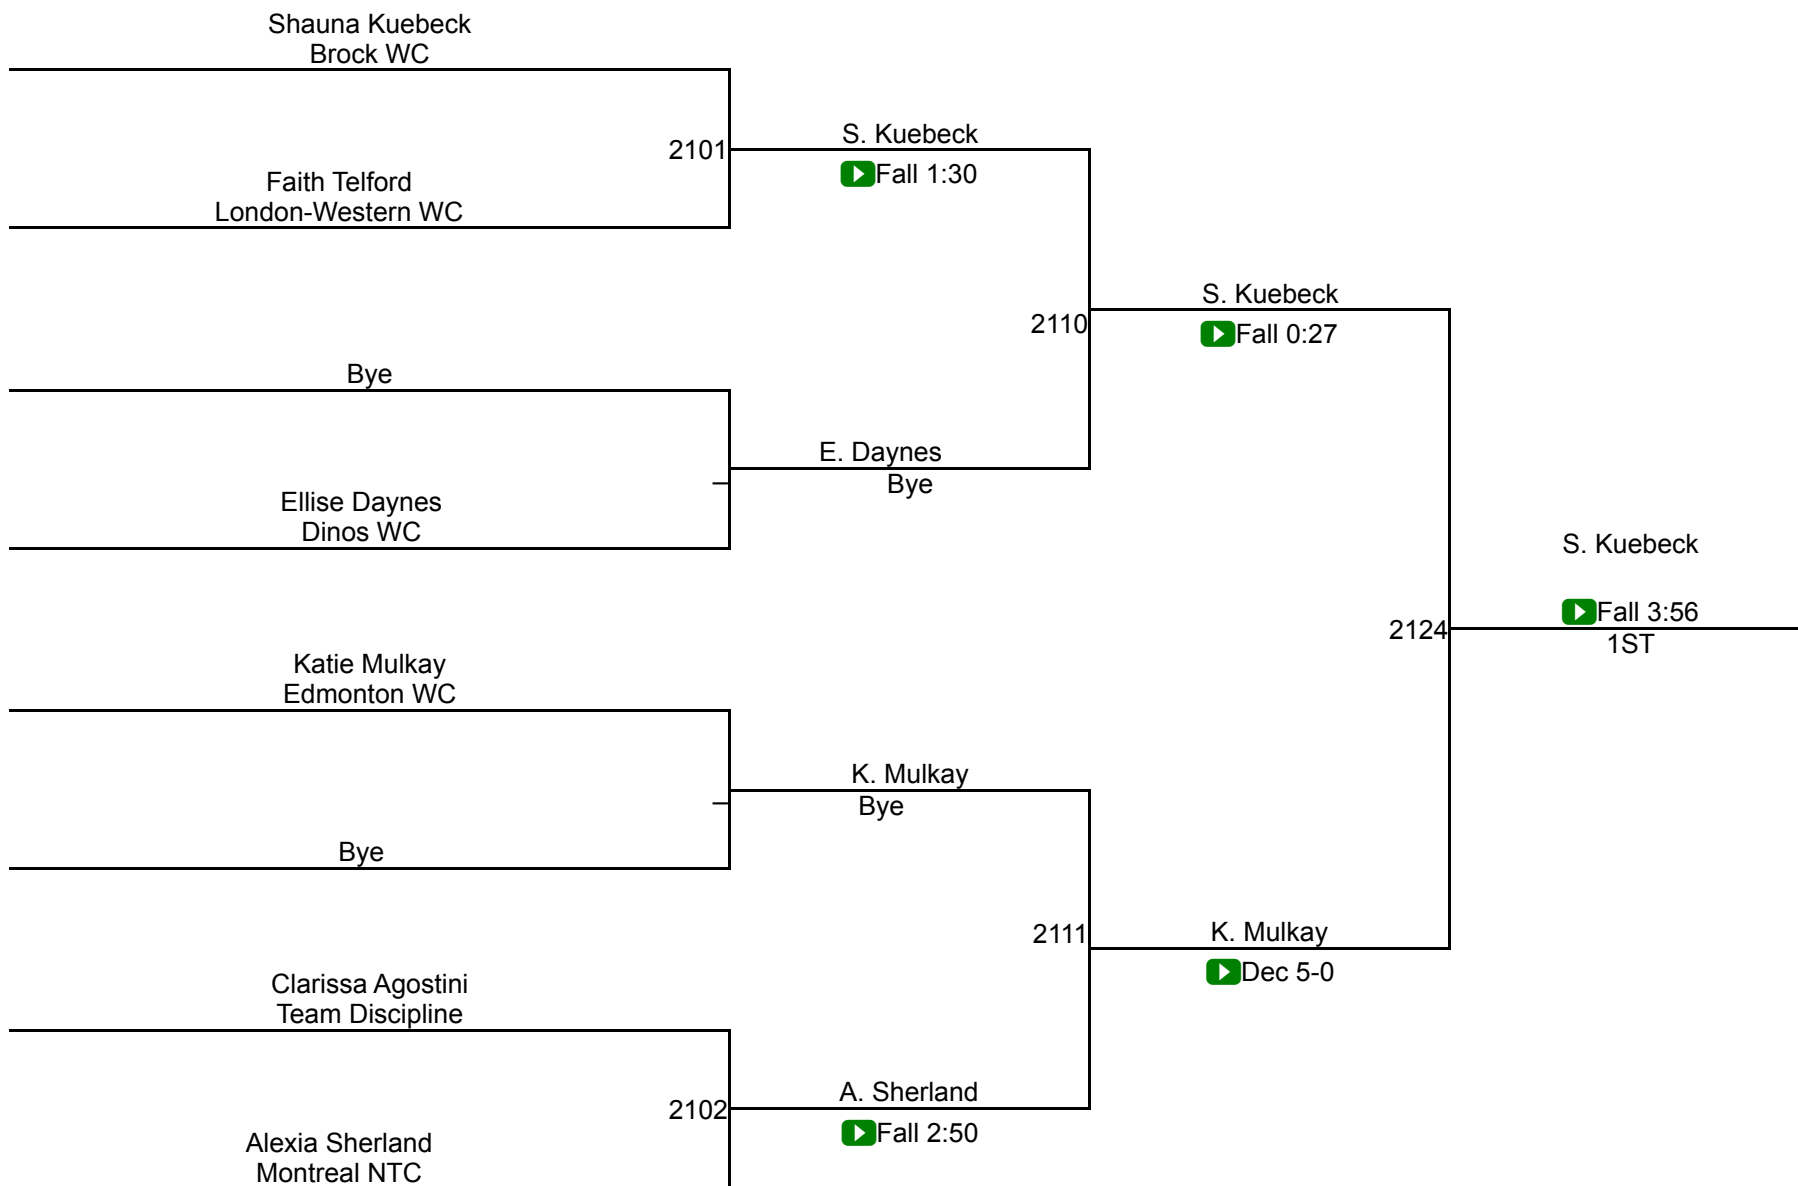 Shauna Kuebeck
Brock WC
2101
S. Kuebeck
Fall 1:30
Faith Telford
London-Western WC
2110
S. Kuebeck
Fall 0:27
Bye
E. Daynes
Bye
Ellise Daynes
Dinos WC
S. Kuebeck
Fall 3:56
1ST
2124
Katie Mulkay
Edmonton WC
K. Mulkay
Bye
Bye
2111
K. Mulkay
Dec 5-0
Clarissa Agostini
Team Discipline
2102
A. Sherland
Fall 2:50
Alexia Sherland
Montreal NTC